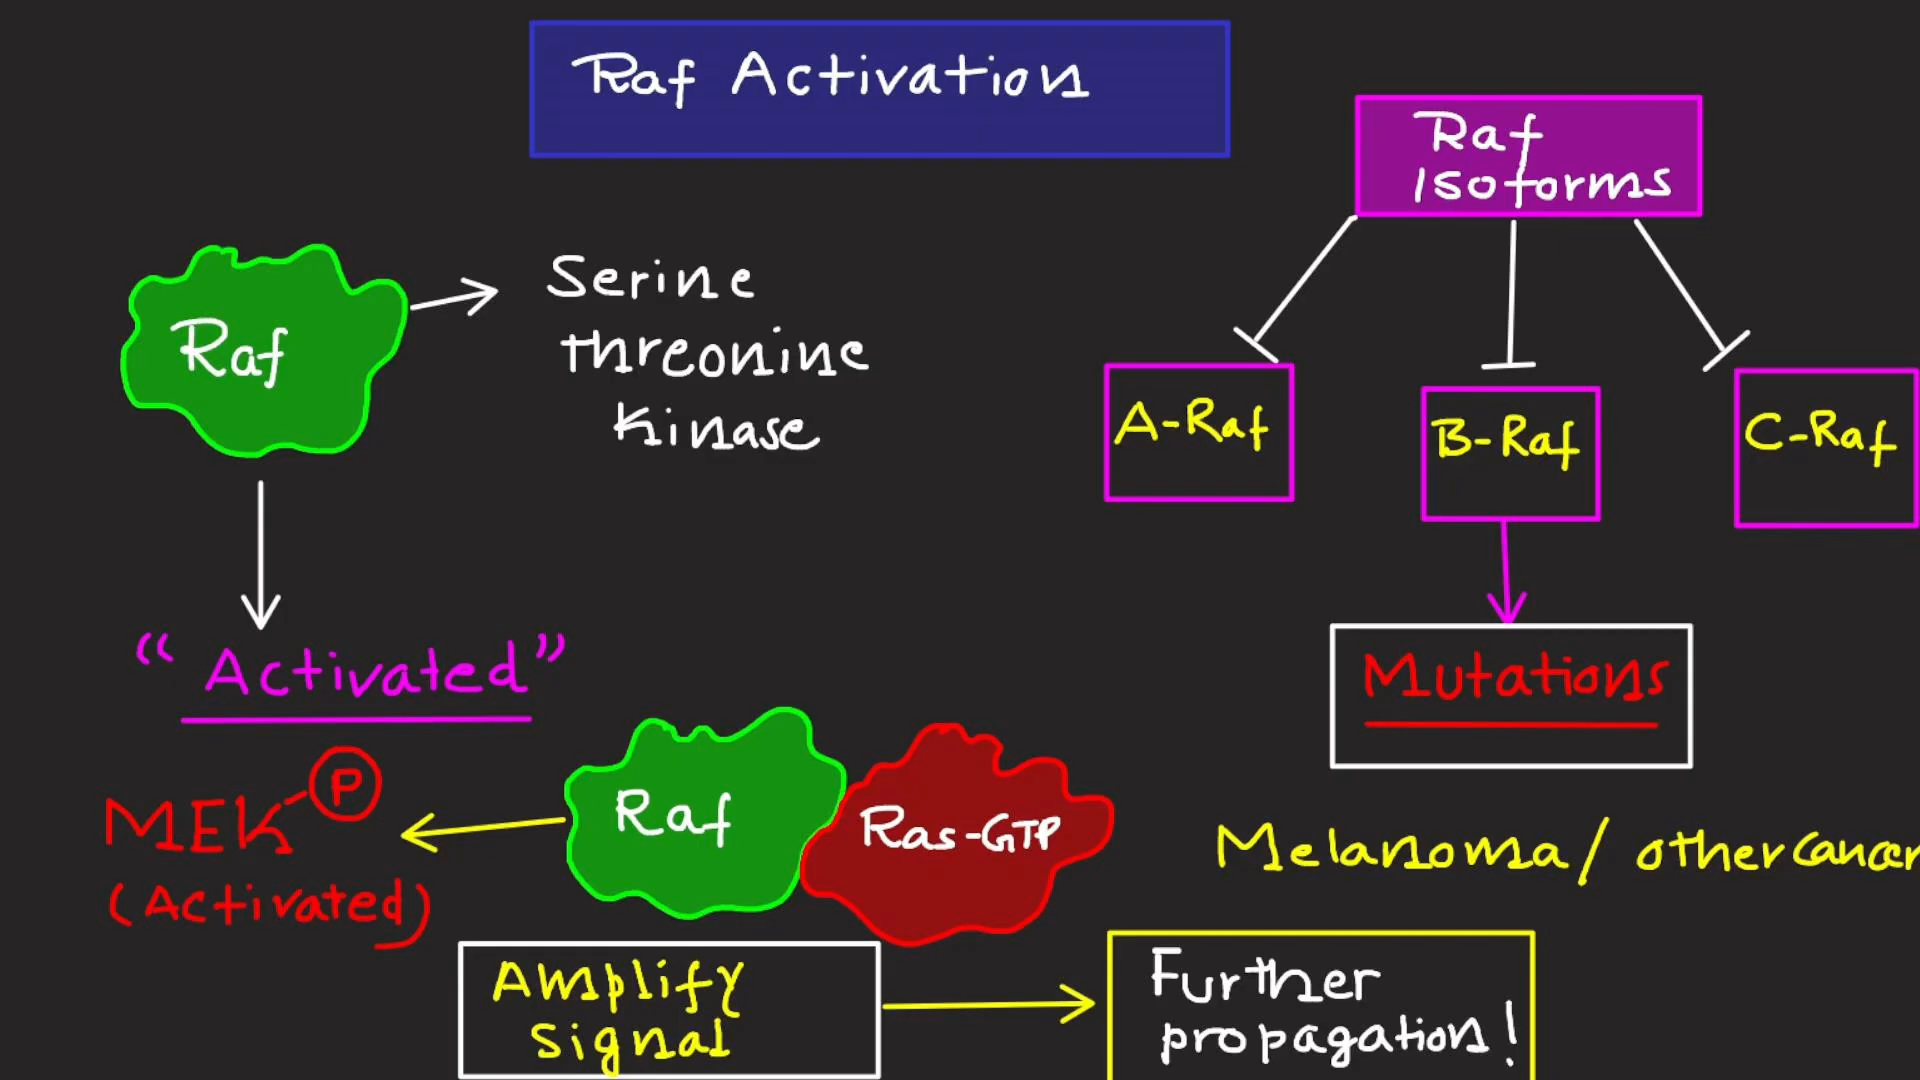 Raf Activation
Raf
Isoforms
Raf
Serine
threonine
Kinase
A-Raf
B-Raf
C-Raf
"Activated"
Mutations
MEK-P
(Activated)
Raf
Ras-GTP
Melanoma/ other cancer
Amplify
signal
Further
propagation!